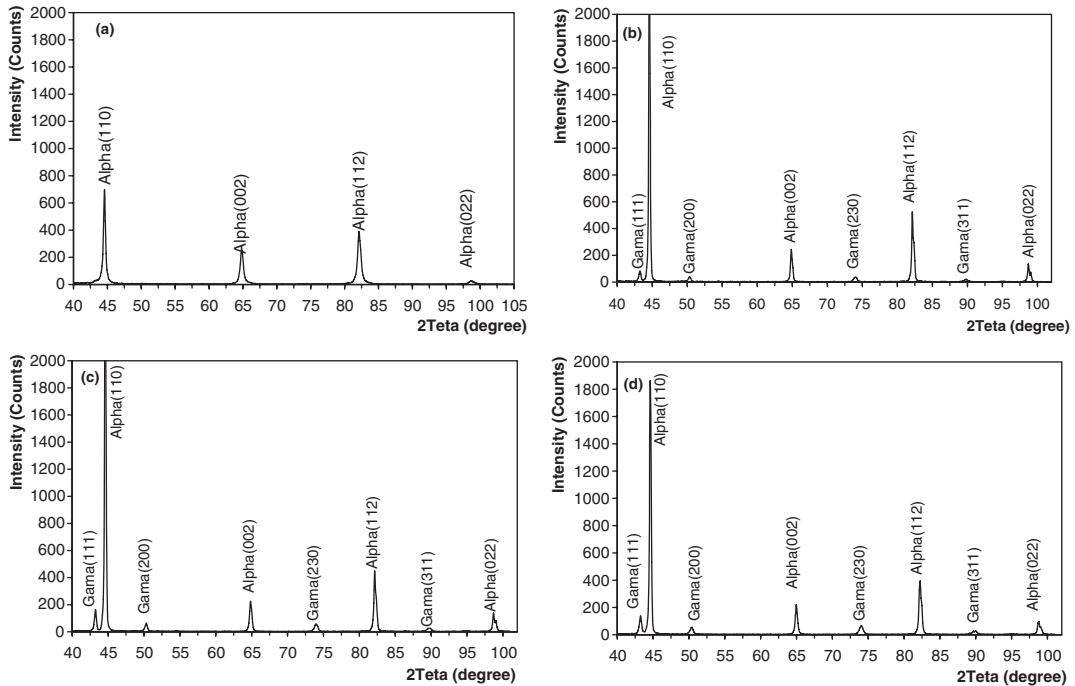 (a)
Intensity (Counts)
2000
1800
1600
1400
1200
1000
800
600
400
200
0
Alpha(110)
Alpha(002)
Alpha(112)
Alpha(022)
40 45 50 55 60 65 70 75 80 85 90 95 100 105
2Teta (degree)
(b)
Intensity (Counts)
2000
1800
1600
1400
1200
1000
800
600
400
200
0
Gama(111)
Alpha(110)
Gama(200)
Alpha(002)
Gama(230)
Alpha(112)
Gama(311)
Alpha(022)
40 45 50 55 60 65 70 75 80 85 90 95 100
2Teta (degree)
(c)
Intensity (Counts)
2000
1800
1600
1400
1200
1000
800
600
400
200
0
Gama(111)
Alpha(110)
Gama(200)
Alpha(002)
Gama(230)
Alpha(112)
Gama(311)
Alpha(022)
40 45 50 55 60 65 70 75 80 85 90 95 100
2Teta (degree)
(d)
Intensity (Counts)
2000
1800
1600
1400
1200
1000
800
600
400
200
0
Gama(111)
Alpha(110)
Gama(200)
Alpha(002)
Gama(230)
Alpha(112)
Gama(311)
Alpha(022)
40 45 50 55 60 65 70 75 80 85 90 95 100
2Teta (degree)